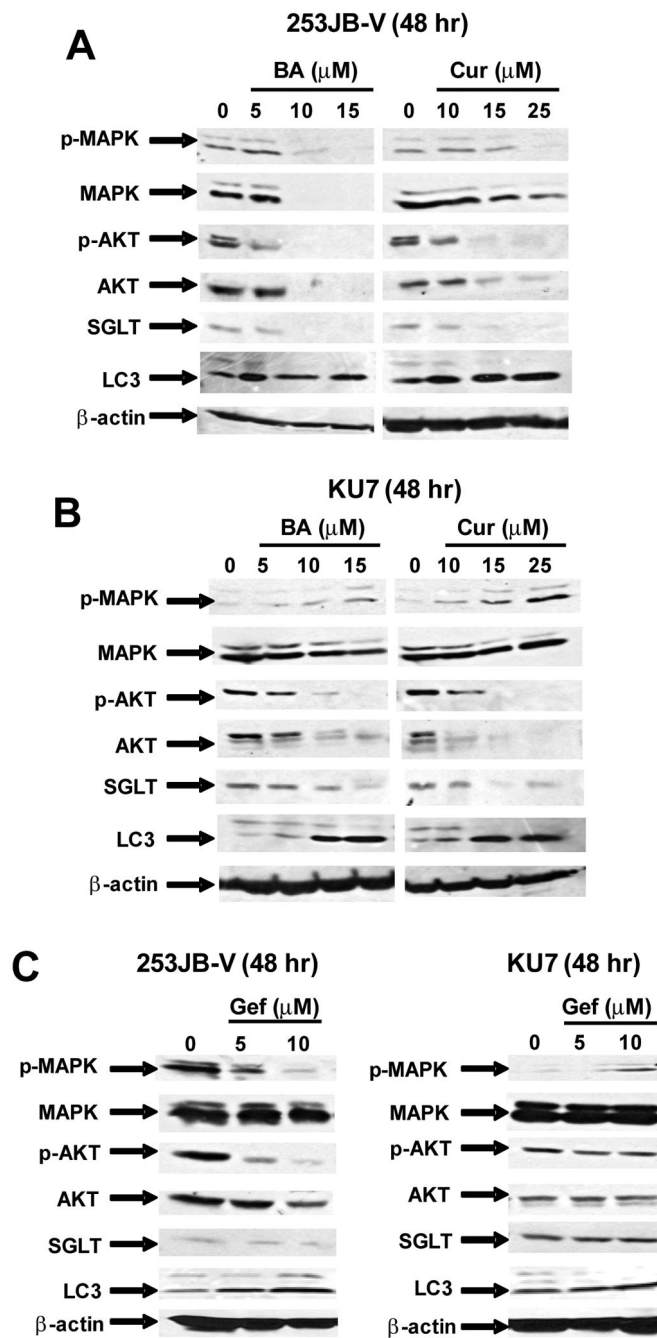 A
253JB-V (48 hr)
BA (μM) Cur (μM)
0 5 10 15 0 10 15 25
p-MAPK
MAPK
p-AKT
AKT
SGLT
LC3
β-actin
B
KU7 (48 hr)
BA (μM) Cur (μM)
0 5 10 15 0 10 15 25
p-MAPK
MAPK
p-AKT
AKT
SGLT
LC3
β-actin
C
253JB-V (48 hr)
Gef (μM)
0 5 10
p-MAPK
MAPK
p-AKT
AKT
SGLT
LC3
β-actin
KU7 (48 hr)
Gef (μM)
0 5 10
p-MAPK
MAPK
p-AKT
AKT
SGLT
LC3
β-actin